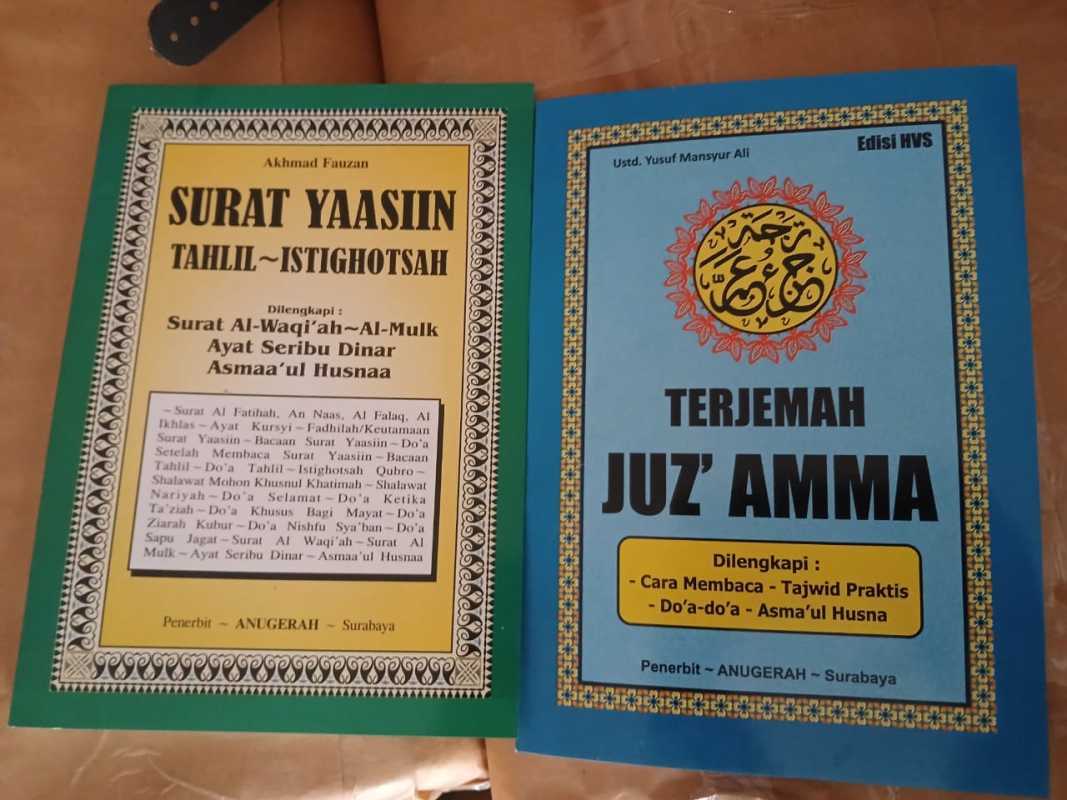 Akhmad Fauzan
SURAT YAASIIN
TAHLIL~ISTIGHOTSAH
Dilengkapi :
Surat Al-Waqi'ah~Al-Mulk
Ayat Seribu Dinar
Asmaa'ul Husnaa
~Surat Al Fatihah, An Naas, Al Falaq, Al
Ikhlas~Ayat Kursyi~Fadhilah/Keutamaan
Surat Yaasiin~Bacaan Surat Yaasiin~Do'a
Setelah Membaca Surat Yaasiin~Bacaan
Tahlil~Do'a Tahlil~Istighotsah Qubro~
Shalawat Mohon Khusnul Khatimah~Shalawat
Nariyah~Do'a Selamat~Do'a Ketika
Ta'ziah~Do'a Khusus Bagi Mayat~Do'a
Ziarah Kubur~Do'a Nishfu Sya'ban~Do'a
Sapu Jagat~Surat Al Waqi'ah~Surat Al
Mulk~Ayat Seribu Dinar~Asmaa'ul Husnaa
Penerbit ~ ANUGERAH ~ Surabaya
Edisi HVS
Ustd. Yusuf Mansyur Ali
ترجمة
جزء عم
TERJEMAH
JUZ' AMMA
Dilengkapi :
- Cara Membaca - Tajwid Praktis
- Do'a-do'a - Asma'ul Husna
Penerbit ~ ANUGERAH ~ Surabaya